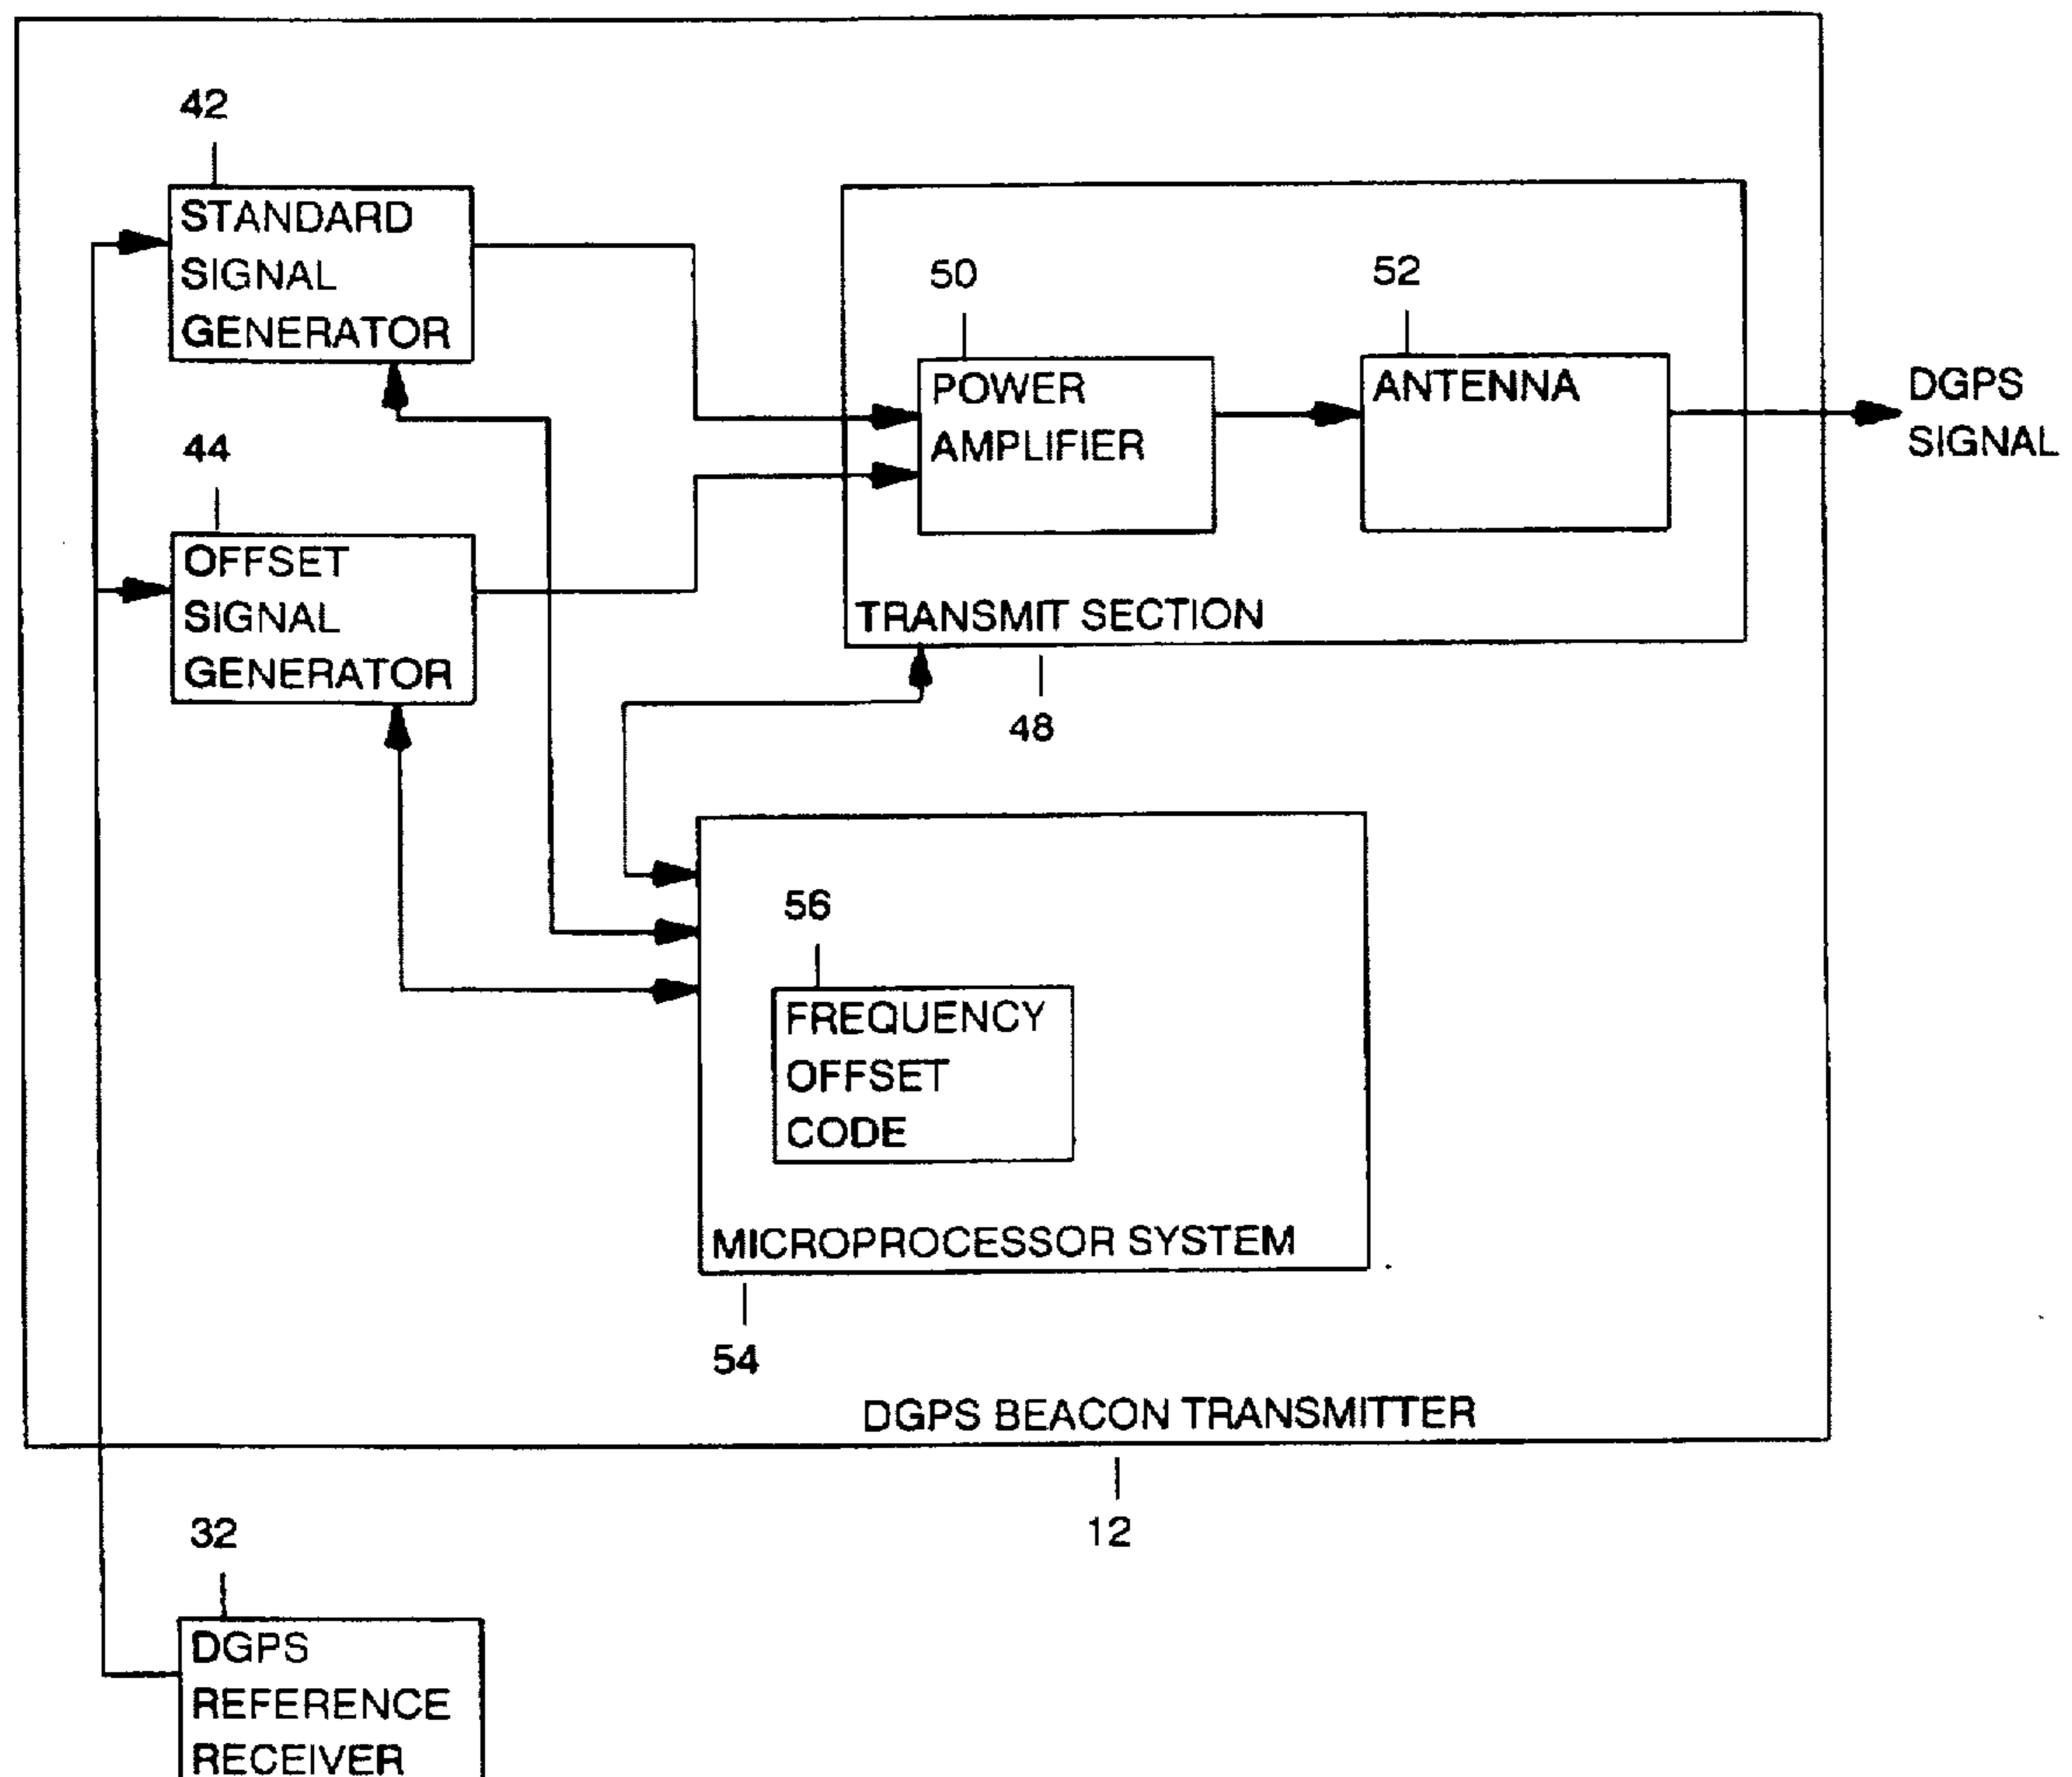 42
STANDARD
SIGNAL
GENERATOR
44
OFFSET
SIGNAL
GENERATOR
50
POWER
AMPLIFIER
52
ANTENNA
TRANSMIT SECTION
48
DGPS
SIGNAL
56
FREQUENCY
OFFSET
CODE
MICROPROCESSOR SYSTEM
54
DGPS BEACON TRANSMITTER
12
32
DGPS
REFERENCE
RECEIVER